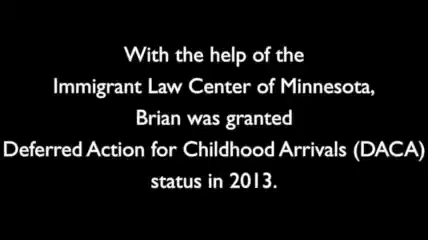 With the help of the
Immigrant Law Center of Minnesota,
Brian was granted
Deferred Action for Childhood Arrivals (DACA)
status in 2013.